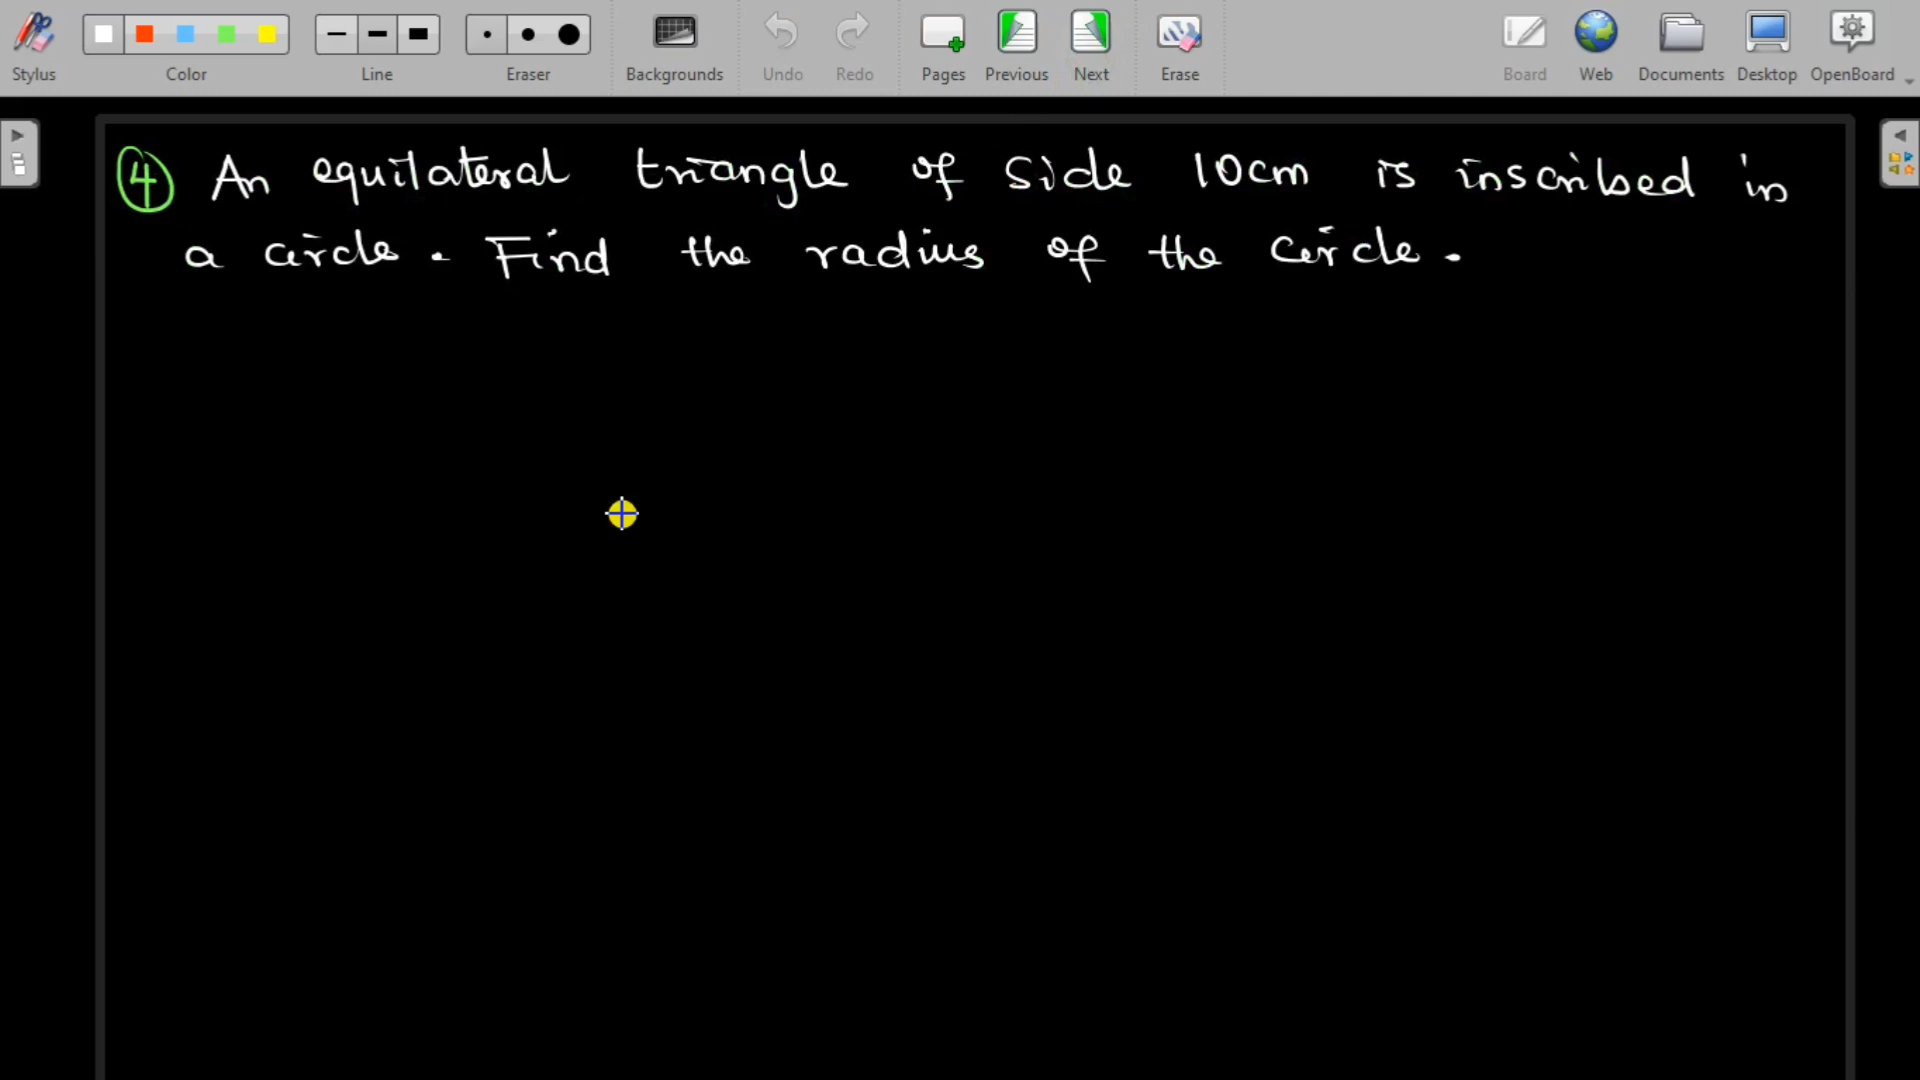 Stylus Color Line Eraser Backgrounds Undo Redo Pages Previous Next Erase Board Web Documents Desktop OpenBoard
4 An equilateral triangle of side 10cm is inscribed in
a circle. Find the radius of the circle.